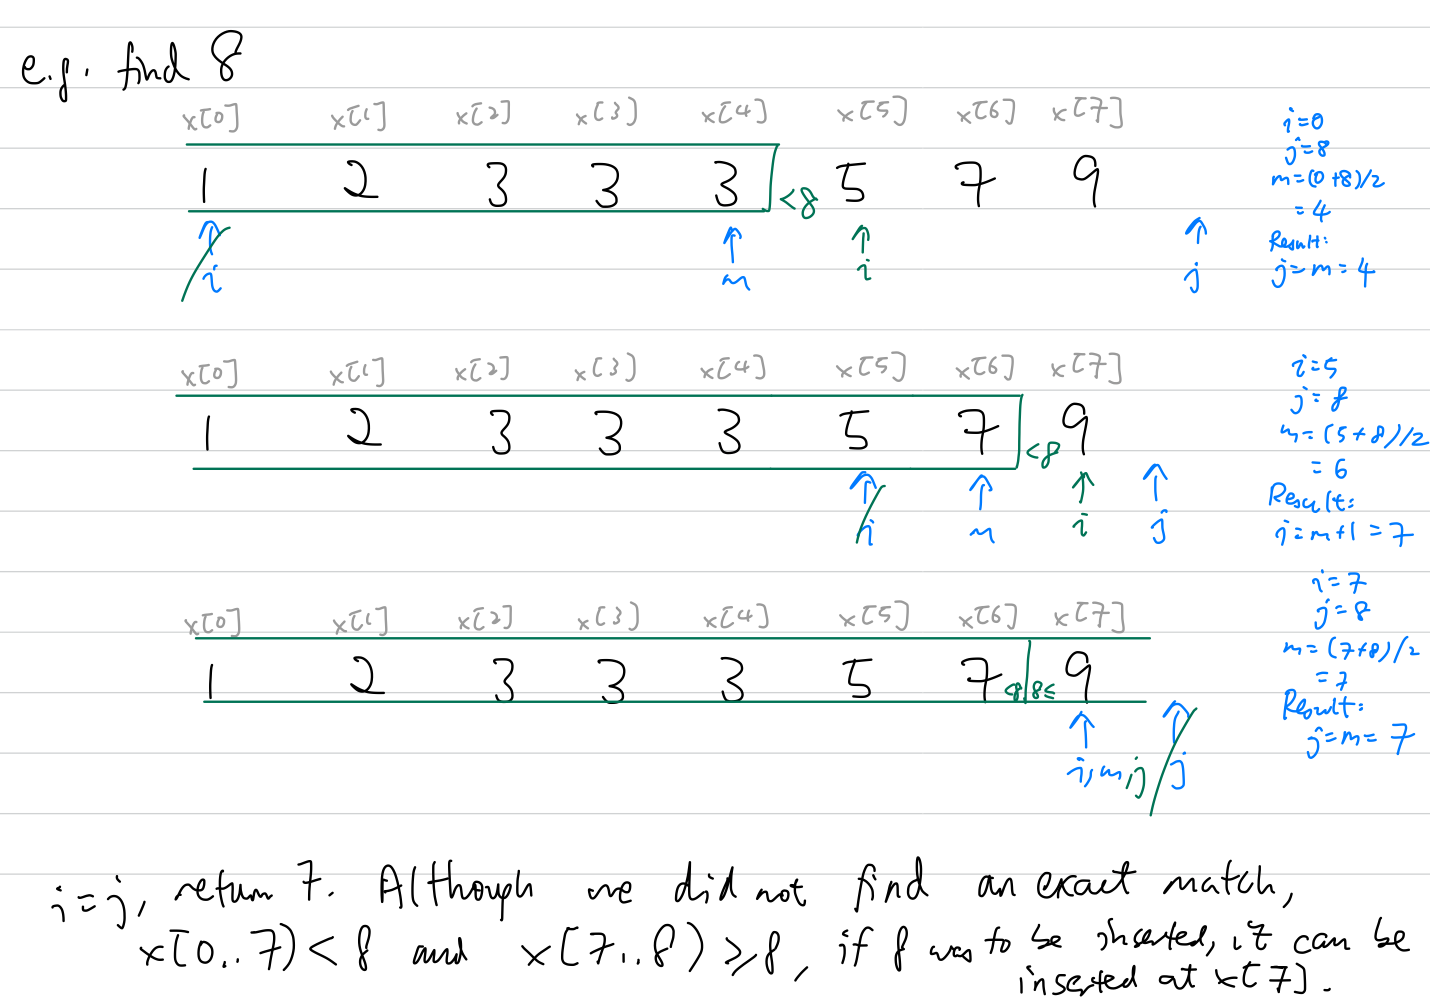 e.g. find 8
x[0] x[1] x[2] x[3] x[4] x[5] x[6] x[7]
1 2 3 3 3 <8 5 7 9
i m i j
i=0
j=8
m=(0+8)/2
=4
Result:
j=m=4
x[0] x[1] x[2] x[3] x[4] x[5] x[6] x[7]
1 2 3 3 3 5 7 <8 9
i m i j
i=5
j=8
m=(5+8)/2
=6
Result:
i=m+1=7
x[0] x[1] x[2] x[3] x[4] x[5] x[6] x[7]
1 2 3 3 3 5 7 <8 8≤ 9
i,m,j j
i=7
j=8
m=(7+8)/2
=7
Result:
j=m=7
i=j, return 7. Although we did not find an exact match,
x[0..7)<8 and x[7..8)≥8, if 8 was to be inserted, it can be
inserted at x[7].